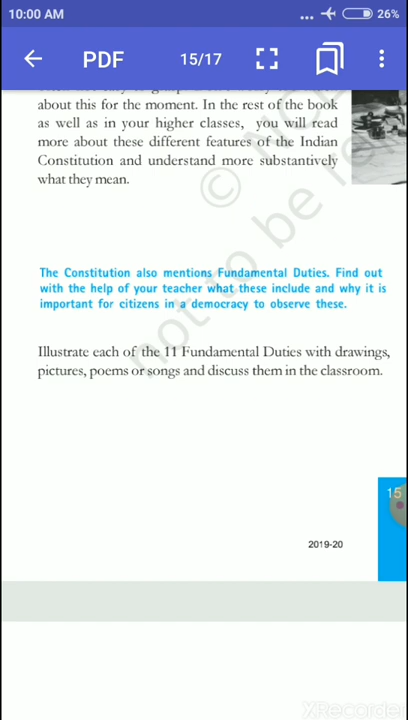 10:00 AM ... 26%
PDF 15/17
about this for the moment. In the rest of the book
as well as in your higher classes, you will read
more about these different features of the Indian
Constitution and understand more substantively
what they mean.
The Constitution also mentions Fundamental Duties. Find out
with the help of your teacher what these include and why it is
important for citizens in a democracy to observe these.
Illustrate each of the 11 Fundamental Duties with drawings,
pictures, poems or songs and discuss them in the classroom.
15
2019-20
© NC
not to be re
XRecorder